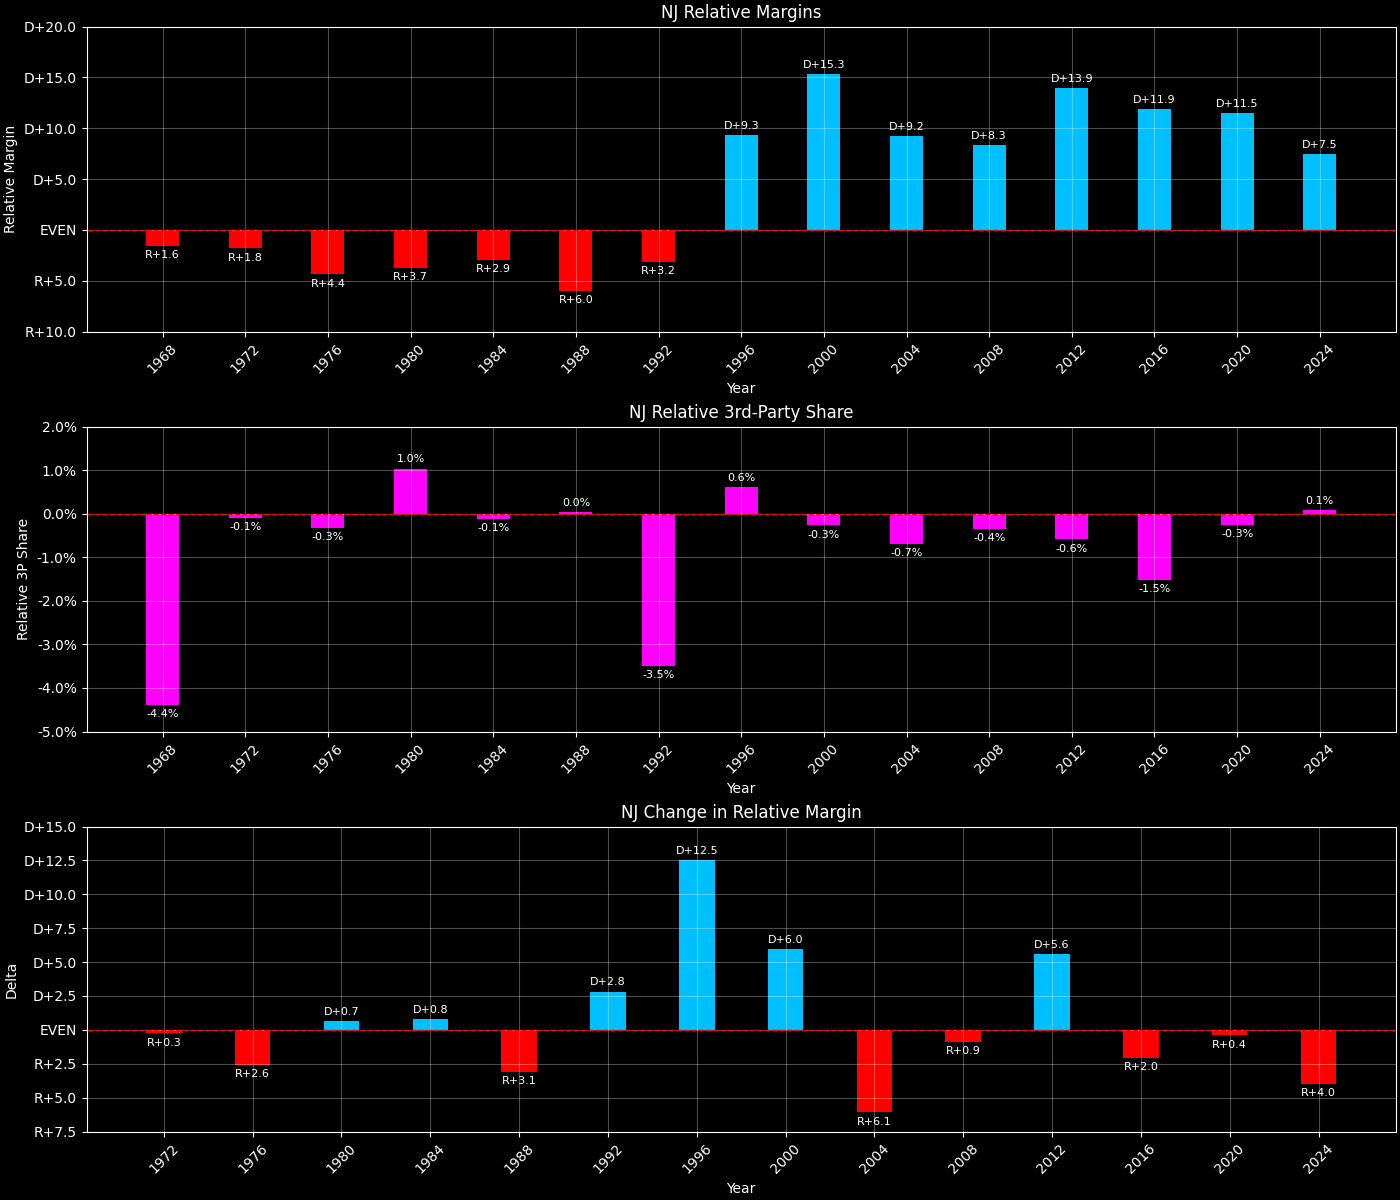 NJ Relative Margins
Relative Margin
D+20.0
D+15.0
D+10.0
D+5.0
EVEN
R+5.0
R+10.0
R+1.6
R+1.8
R+4.4
R+3.7
R+2.9
R+6.0
R+3.2
D+9.3
D+15.3
D+9.2
D+8.3
D+13.9
D+11.9
D+11.5
D+7.5
1968
1972
1976
1980
1984
1988
1992
1996
2000
2004
2008
2012
2016
2020
2024
Year
NJ Relative 3rd-Party Share
Relative 3P Share
2.0%
1.0%
0.0%
-1.0%
-2.0%
-3.0%
-4.0%
-5.0%
-4.4%
-0.1%
-0.3%
1.0%
-0.1%
0.0%
-3.5%
0.6%
-0.3%
-0.7%
-0.4%
-0.6%
-1.5%
-0.3%
0.1%
1968
1972
1976
1980
1984
1988
1992
1996
2000
2004
2008
2012
2016
2020
2024
Year
NJ Change in Relative Margin
Delta
D+15.0
D+12.5
D+10.0
D+7.5
D+5.0
D+2.5
EVEN
R+2.5
R+5.0
R+7.5
R+0.3
R+2.6
D+0.7
D+0.8
R+3.1
D+2.8
D+12.5
D+6.0
R+6.1
R+0.9
D+5.6
R+2.0
R+0.4
R+4.0
1972
1976
1980
1984
1988
1992
1996
2000
2004
2008
2012
2016
2020
2024
Year